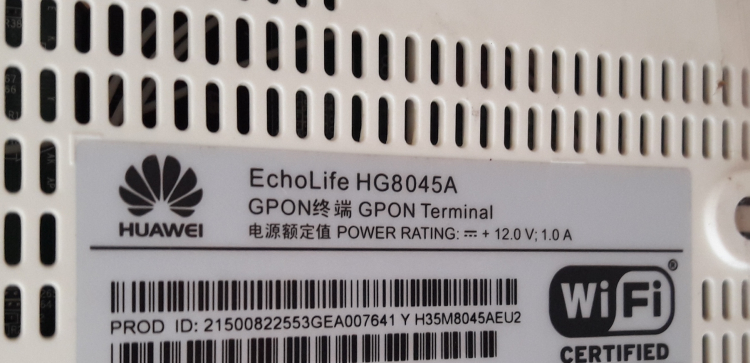 EchoLife HG8045A
GPON终端 GPON Terminal
电源额定值 POWER RATING: ⎓ + 12.0 V; 1.0 A
HUAWEI
PROD ID: 21500822553GEA007641 Y H35M8045AEU2
WiFi®
CERTIFIED